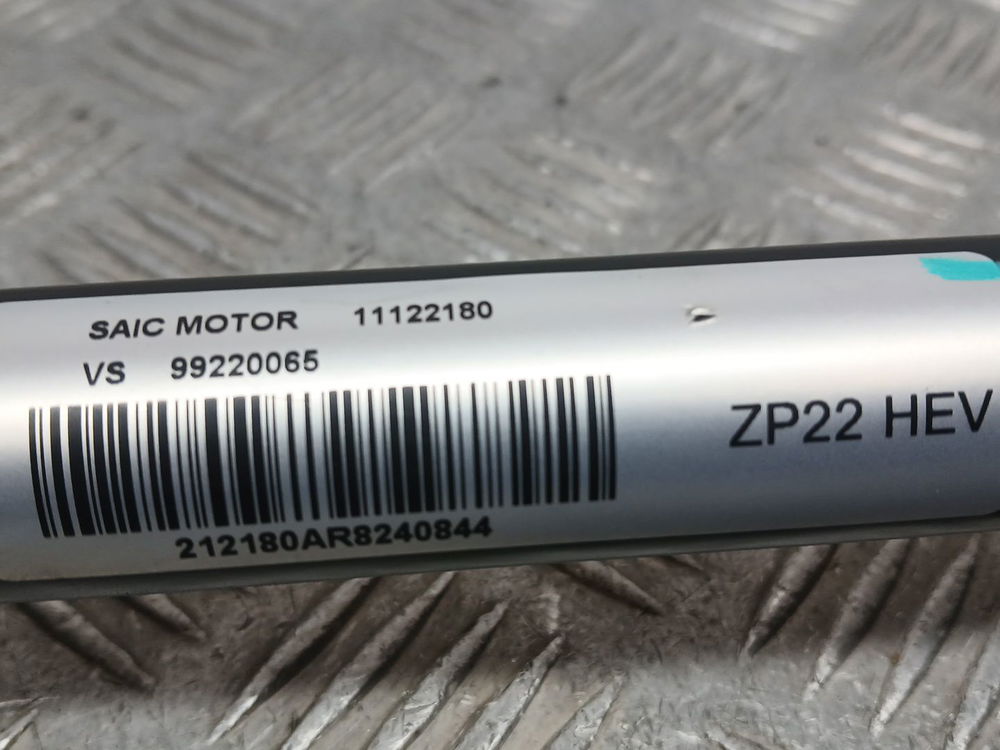 SAIC MOTOR 11122180
VS 99220065
212180AR8240844
ZP22 HEV